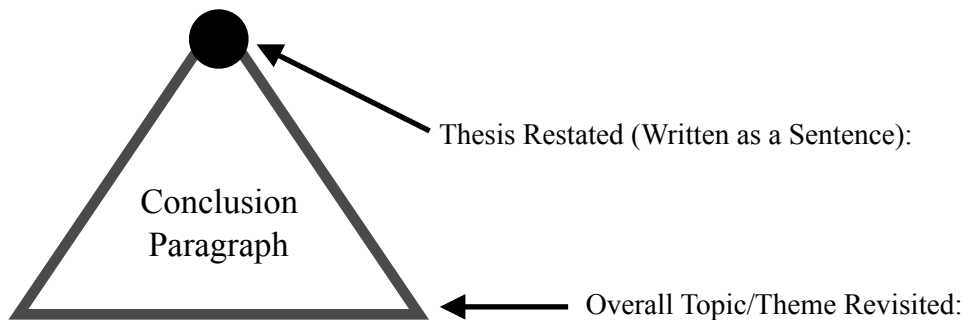 Thesis Restated (Written as a Sentence):
Conclusion
Paragraph
Overall Topic/Theme Revisited: